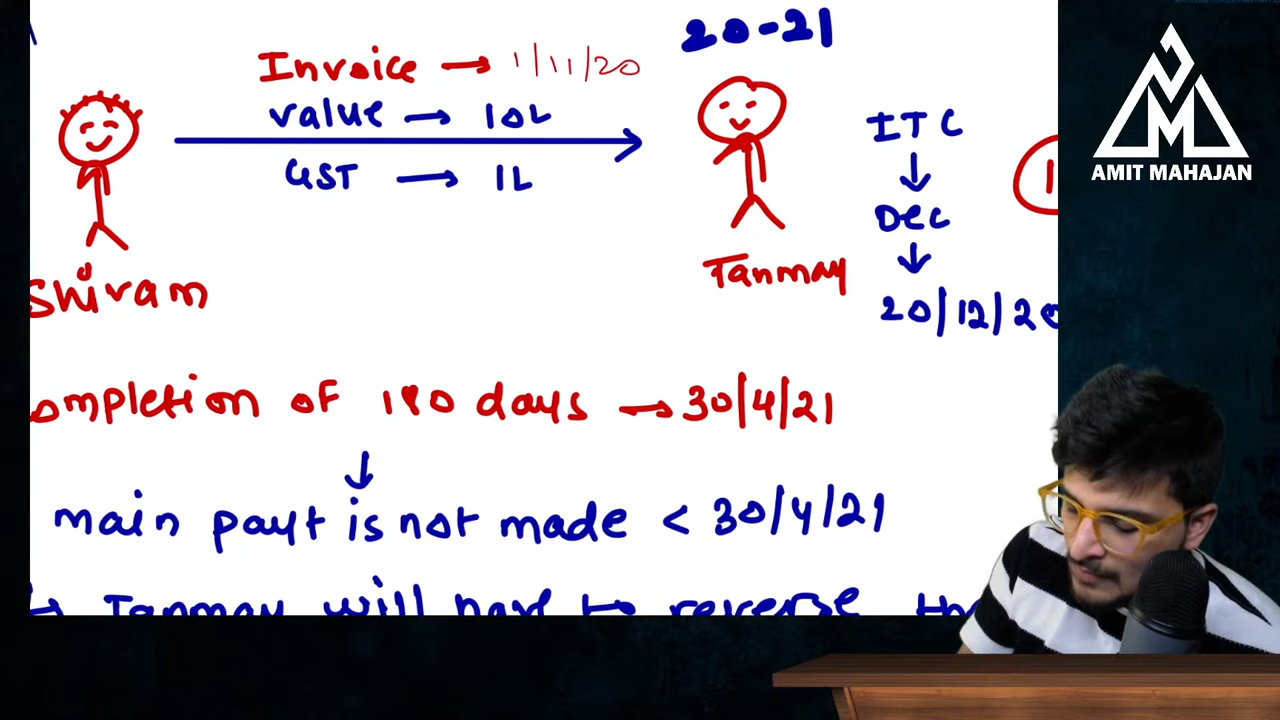 20-21
Invoice → 1/11/20
value → 10L
GST → 1L
ITC
↓
Dec
↓
20/12/20
Shivam
Tanmay
AMIT MAHAJAN
ompletion of 180 days → 30/4/21
↓
main payt is not made < 30/4/21
Tanmay will have to reverse th